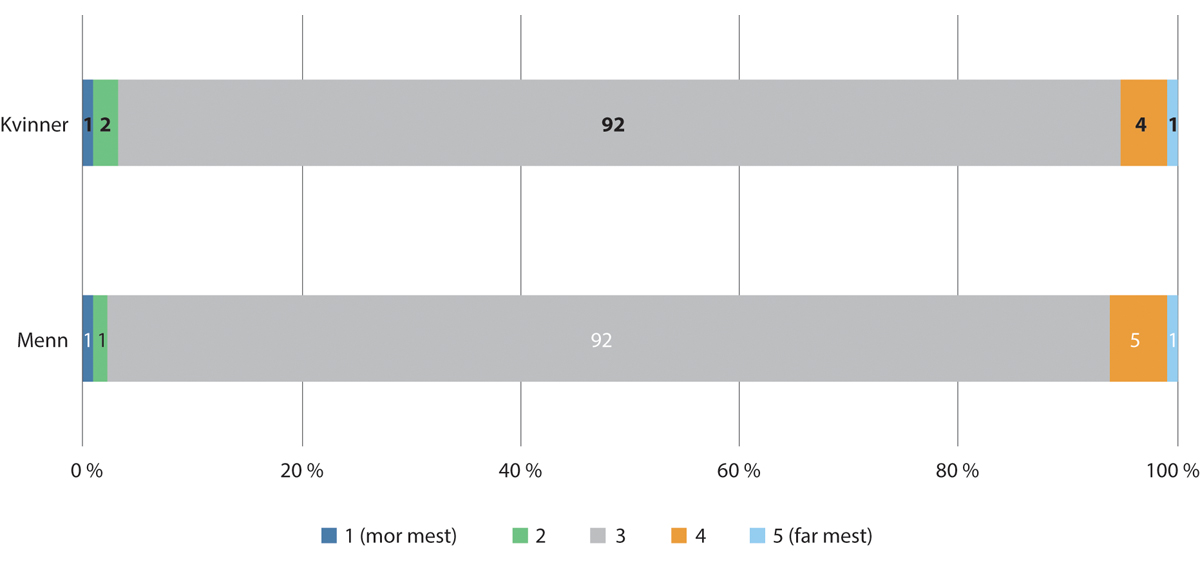 Kvinner 1 2 92 4 1
Menn 1 1 92 5 1
0 % 20 % 40 % 60 % 80 % 100 %
1 (mor mest) 2 3 4 5 (far mest)